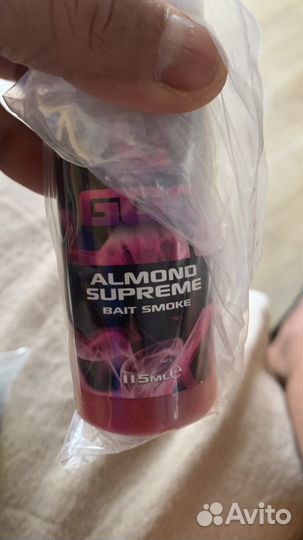 ALMOND
SUPREME
BAIT SMOKE
115ML℮
Avito